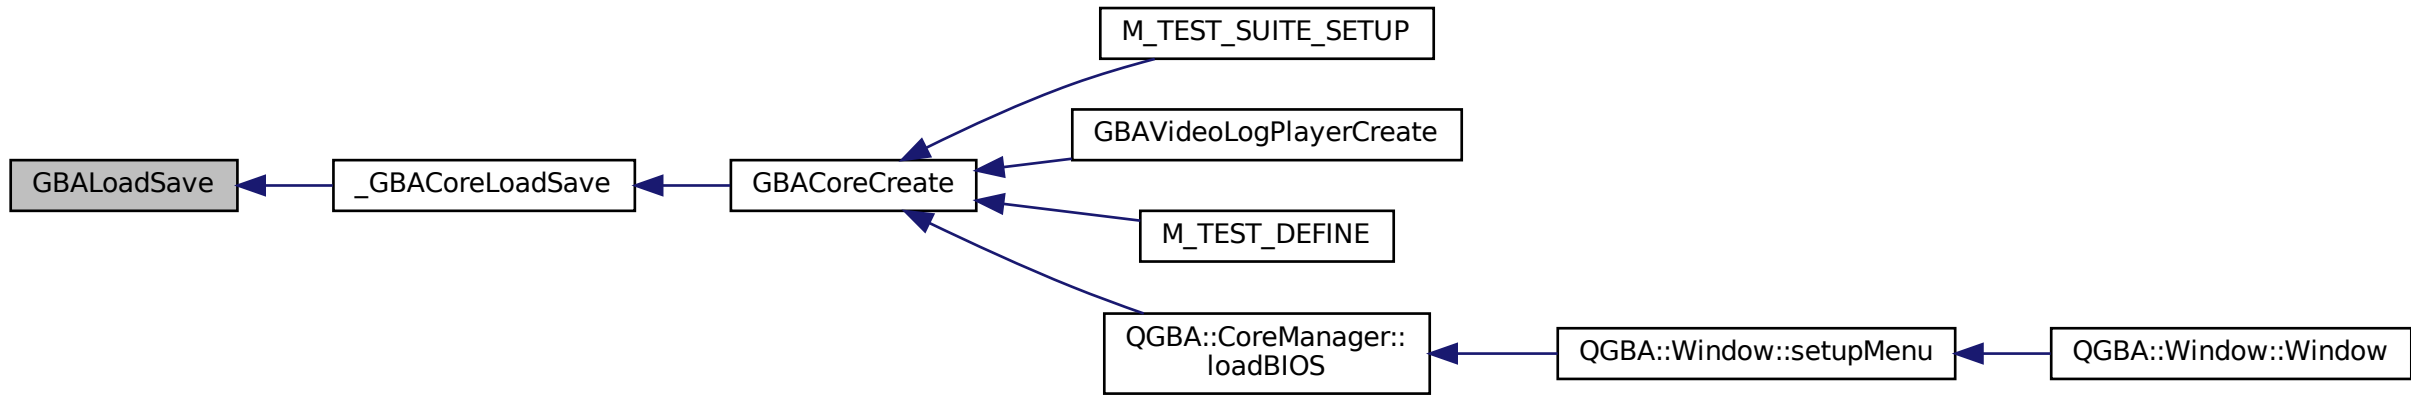 M_TEST_SUITE_SETUP
GBAVideoLogPlayerCreate
GBALoadSave
_GBACoreLoadSave
GBACoreCreate
M_TEST_DEFINE
QGBA::CoreManager::
loadBIOS
QGBA::Window::setupMenu
QGBA::Window::Window